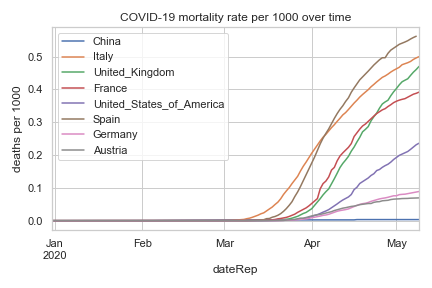 COVID-19 mortality rate per 1000 over time
China
Italy
United_Kingdom
France
United_States_of_America
Spain
Germany
Austria
deaths per 1000
0.5
0.4
0.3
0.2
0.1
0.0
Jan
2020
Feb
Mar
Apr
May
dateRep